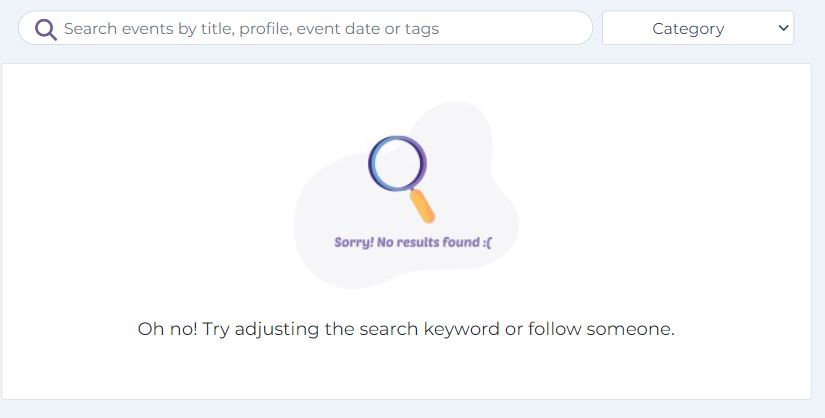 Search events by title, profile, event date or tags
Category
Sorry! No results found :(
Oh no! Try adjusting the search keyword or follow someone.